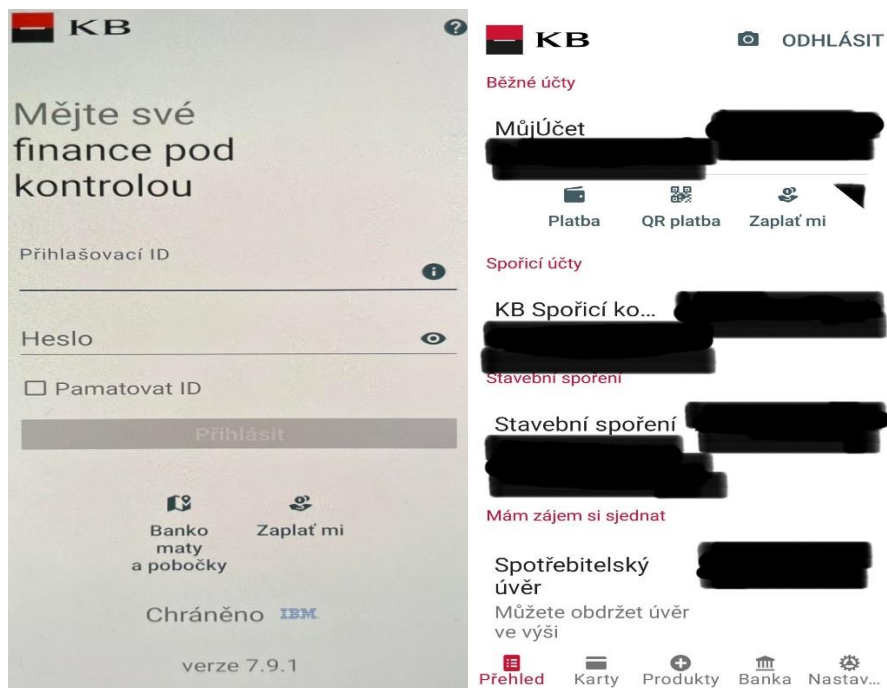 KB
Mějte své
finance pod
kontrolou
Přihlašovací ID
Heslo
Pamatovat ID
Přihlásit
Banko
maty
a pobočky
Zaplať mi
Chráněno IBM
verze 7.9.1
KB
ODHLÁSIT
Běžné účty
MůjÚčet
Platba
QR platba
Zaplať mi
Spořicí účty
KB Spořicí ko...
Stavební spoření
Stavební spoření
Mám zájem si sjednat
Spotřebitelský
úvěr
Můžete obdržet úvěr
ve výši
Přehled
Karty
Produkty
Banka
Nastav...